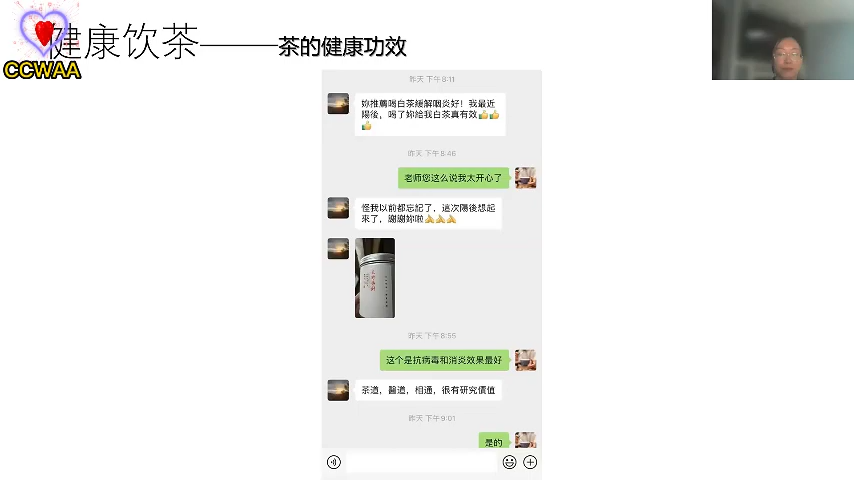 健康饮茶———茶的健康功效
CCWAA
昨天 下午8:11
妳推薦喝白茶緩解咽炎好！我最近
陽後，喝了妳給我白茶真有效👍👍
👍
昨天 下午8:46
老师您这么说我太开心了
怪我以前都忘記了，這次陽後想起
來了，謝謝妳啦
昨天 下午8:55
这个是抗病毒和消炎效果最好
茶道，醫道，相通，很有研究價值
昨天 下午9:01
是的